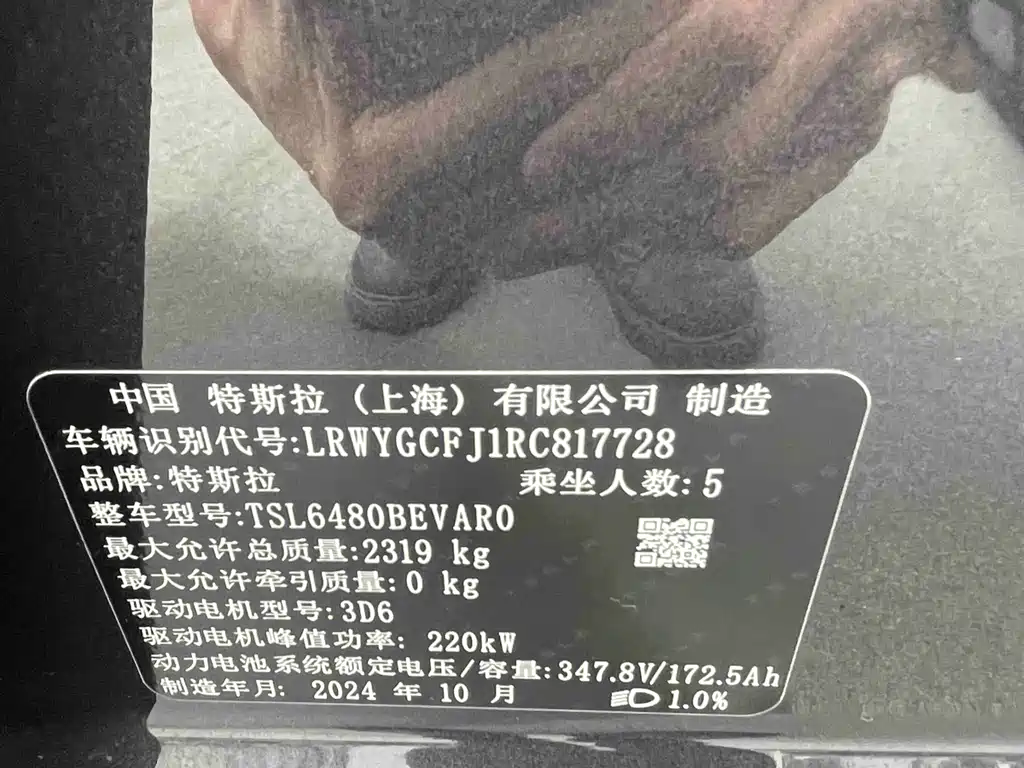 中国 特斯拉（上海）有限公司 制造
车辆识别代号:LRWYGCFJ1RC817728
品牌:特斯拉 乘坐人数:5
整车型号:TSL6480BEVAR0
最大允许总质量:2319 kg
最大允许牵引质量:0 kg
驱动电机型号:3D6
驱动电机峰值功率: 220kW
动力电池系统额定电压/容量:347.8V/172.5Ah
制造年月: 2024 年 10 月 1.0%